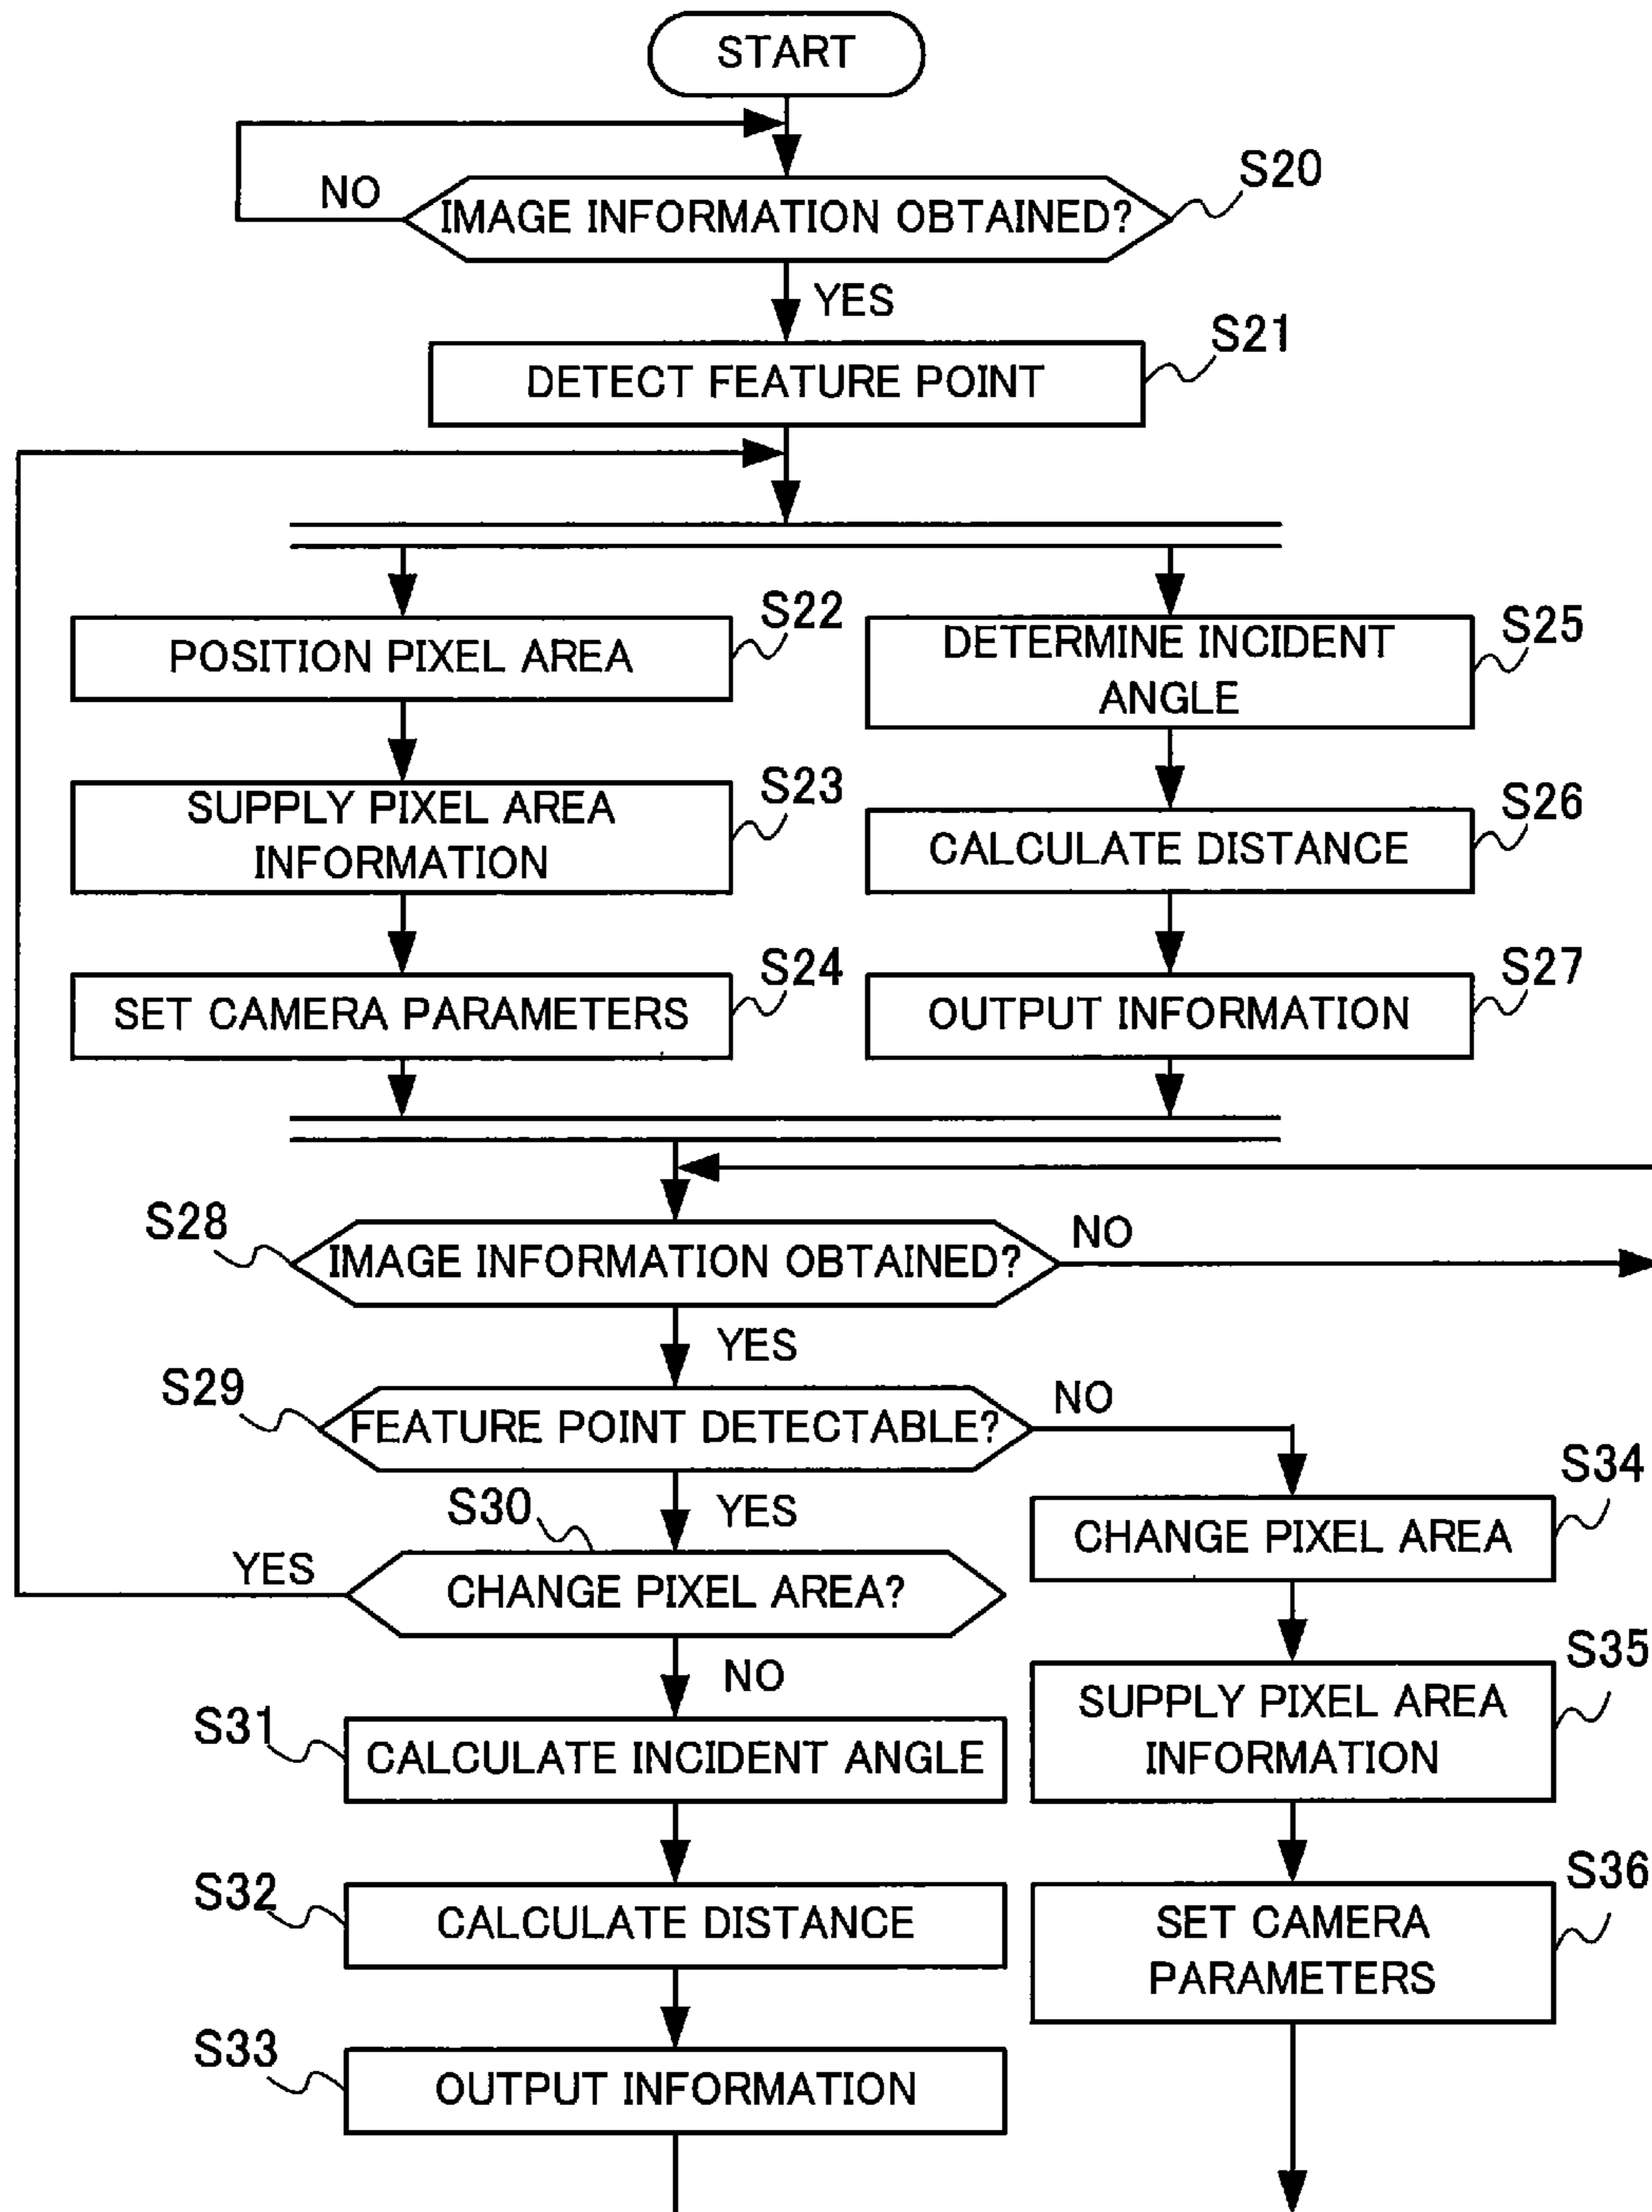 START
NO
IMAGE INFORMATION OBTAINED?
S20
YES
DETECT FEATURE POINT
S21
POSITION PIXEL AREA
S22
SUPPLY PIXEL AREA
INFORMATION
S23
SET CAMERA PARAMETERS
S24
DETERMINE INCIDENT
ANGLE
S25
CALCULATE DISTANCE
S26
OUTPUT INFORMATION
S27
S28
IMAGE INFORMATION OBTAINED?
NO
YES
S29
FEATURE POINT DETECTABLE?
NO
YES
S30
YES
CHANGE PIXEL AREA?
NO
S31
CALCULATE INCIDENT ANGLE
S32
CALCULATE DISTANCE
S33
OUTPUT INFORMATION
S34
CHANGE PIXEL AREA
S35
SUPPLY PIXEL AREA
INFORMATION
S36
SET CAMERA
PARAMETERS